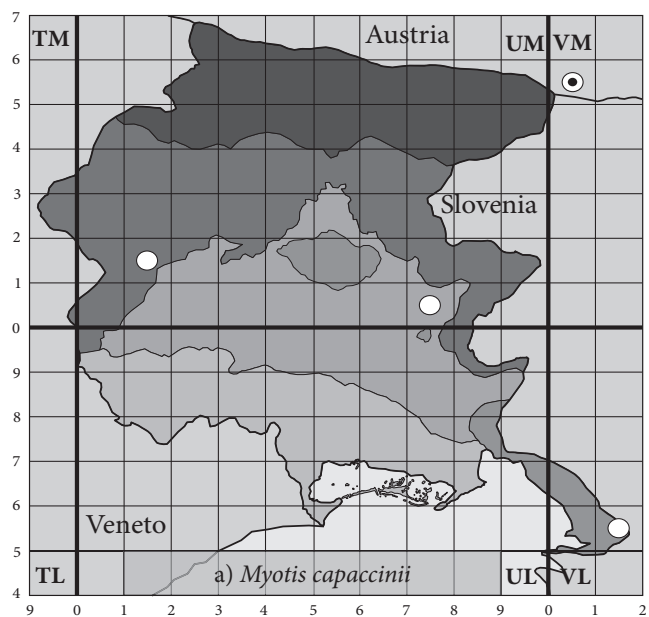 7
TM
Austria
UM
VM
6
5
4
3
Slovenia
2
1
0
9
8
7
6
Veneto
5
TL
a) Myotis capaccinii
UL
VL
4
9 0 1 2 3 4 5 6 7 8 9 0 1 2